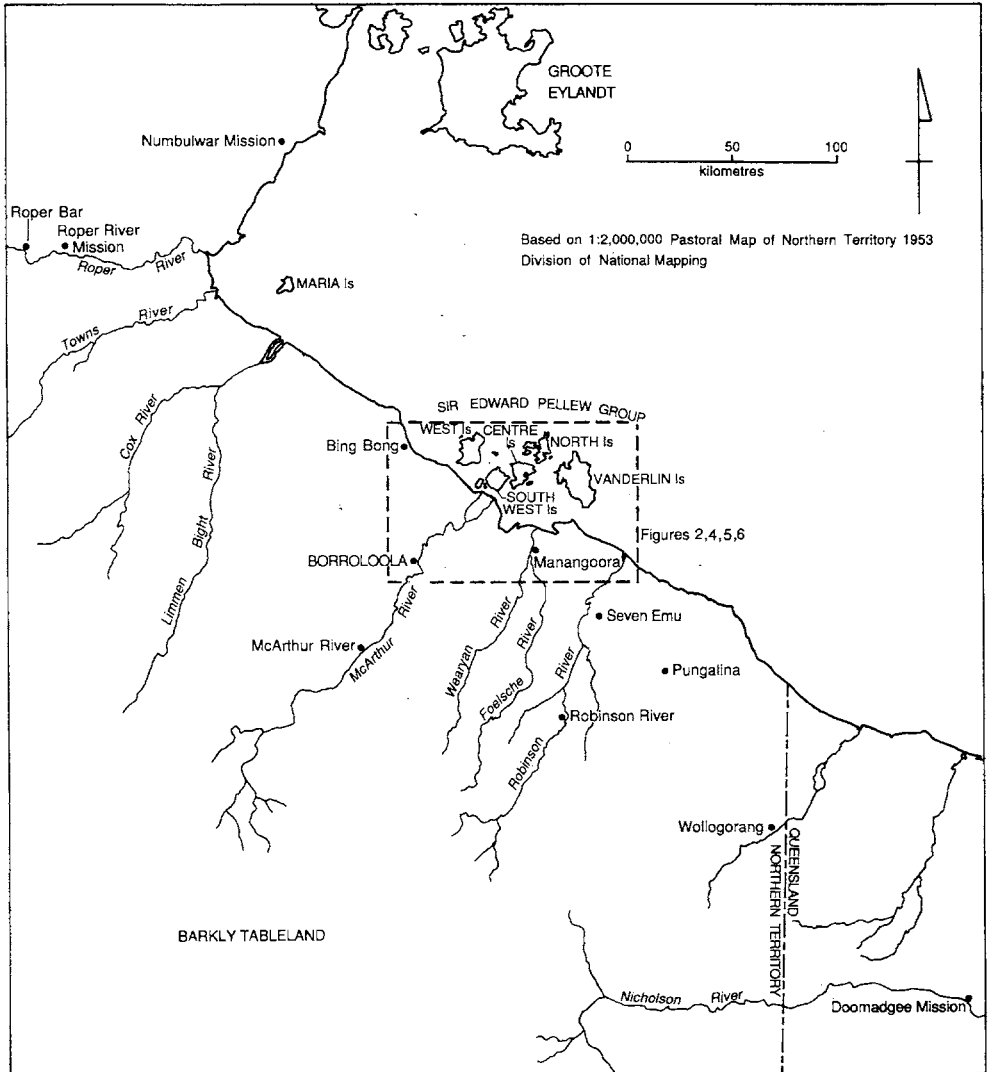 GROOTE
EYLANDT
Numbulwar Mission
0 50 100
kilometres
Roper Bar
Roper River
Mission
Roper River
Based on 1:2,000,000 Pastoral Map of Northern Territory 1953
Division of National Mapping
MARIA Is
Towns River
Cox River
Limmen Bight River
SIR EDWARD PELLEW GROUP
WEST Is
CENTRE
Is
NORTH Is
Bing Bong
VANDERLIN Is
SOUTH
WEST Is
Figures 2,4,5,6
BORROLOOLA
Manangoora
McArthur River
McArthur River
Wearyan River
Foelsche River
Robinson River
Seven Emu
Pungalina
Robinson River
Wollogorang
QUEENSLAND
NORTHERN TERRITORY
BARKLY TABLELAND
Nicholson River
Doomadgee Mission